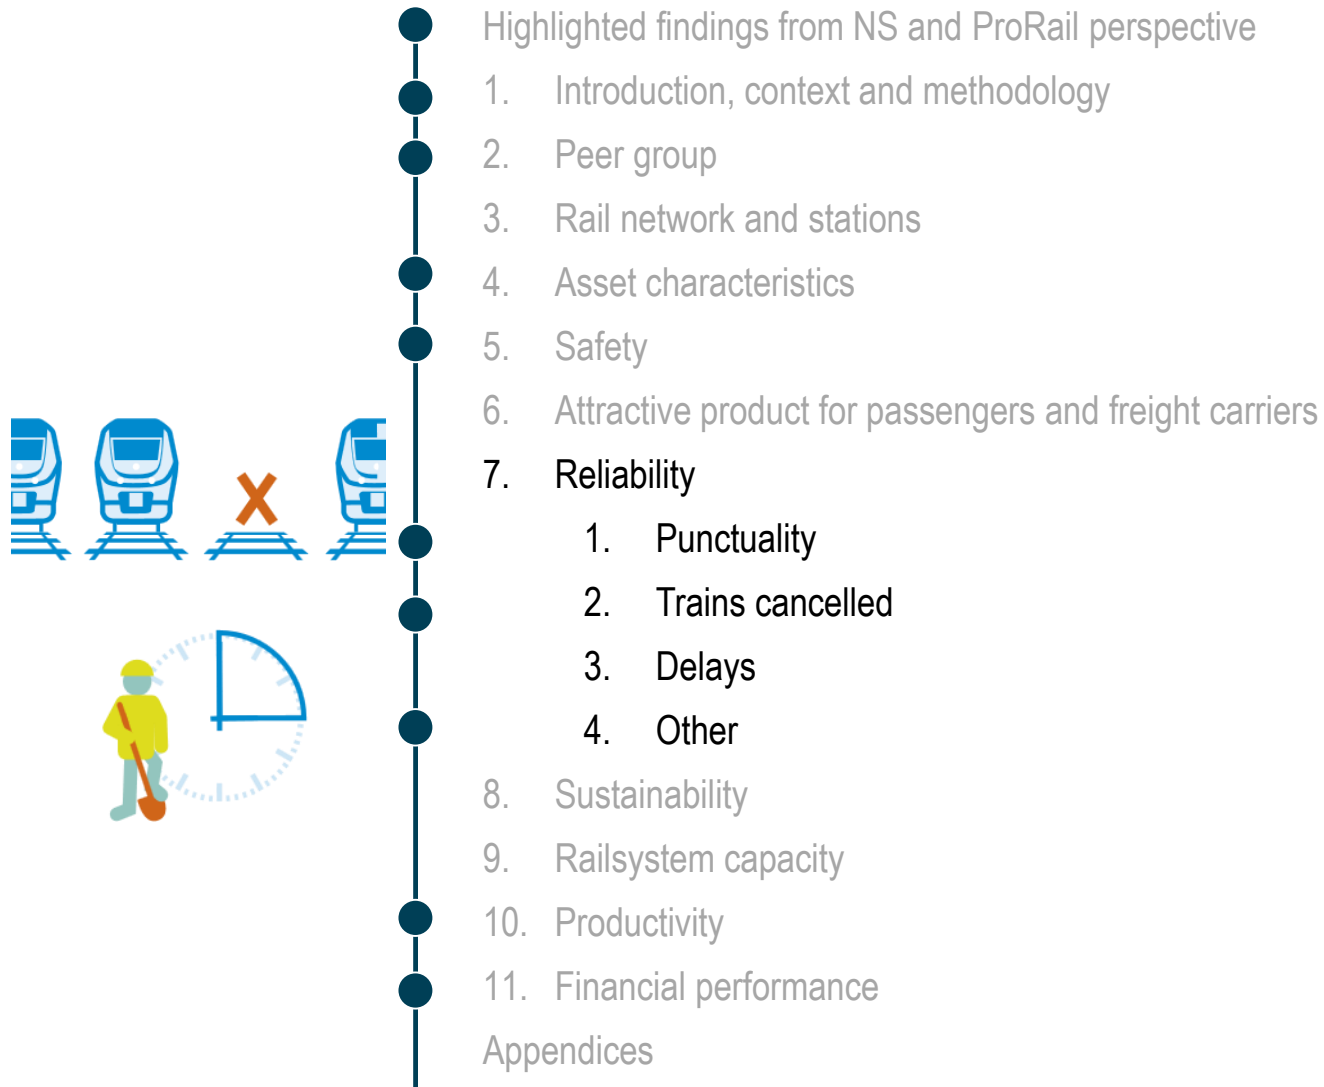 Highlighted findings from NS and ProRail perspective
1. Introduction, context and methodology
2. Peer group
3. Rail network and stations
4. Asset characteristics
5. Safety
6. Attractive product for passengers and freight carriers
7. Reliability
1. Punctuality
2. Trains cancelled
3. Delays
4. Other
8. Sustainability
9. Railsystem capacity
10. Productivity
11. Financial performance
Appendices